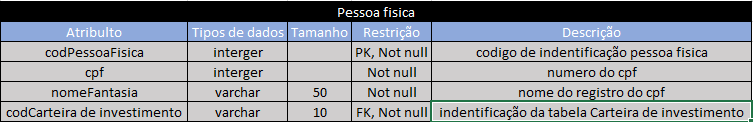 Pessoa fisica
Atribulto Tipos de dados Tamanho Restrição Descrição
codPessoaFisica interger PK, Not null codigo de indentificação pessoa fisica
cpf interger Not null numero do cpf
nomeFantasia varchar 50 Not null nome do registro do cpf
codCarteira de investimento varchar 10 FK, Not null indentificação da tabela Carteira de investimento